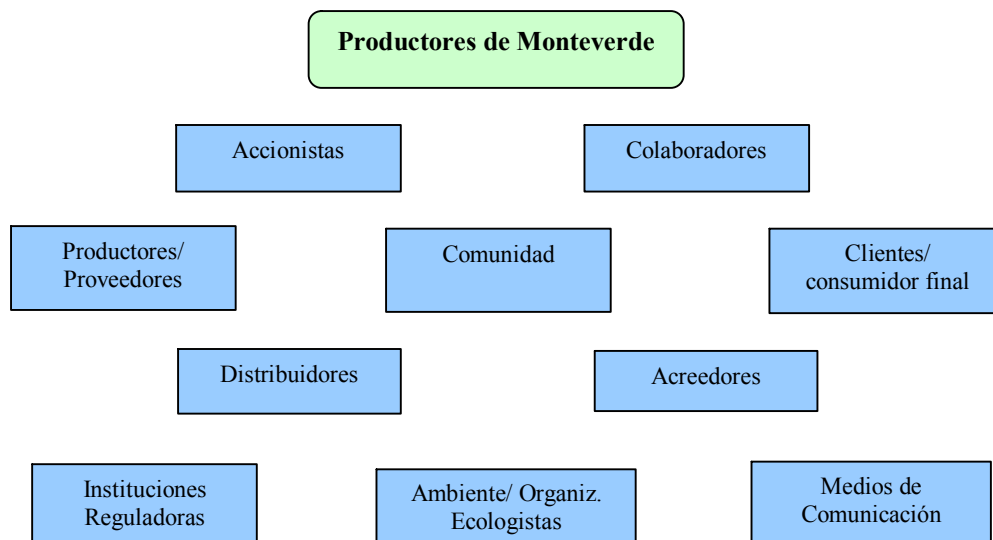 Productores de Monteverde
Accionistas
Colaboradores
Productores/
Proveedores
Comunidad
Clientes/
consumidor final
Distribuidores
Acreedores
Instituciones
Reguladoras
Ambiente/ Organiz.
Ecologistas
Medios de
Comunicación